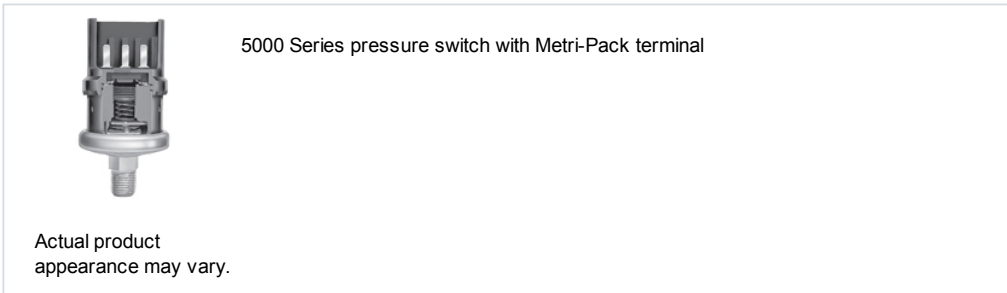 5000 Series pressure switch with Metri-Pack terminal
Actual product
appearance may vary.